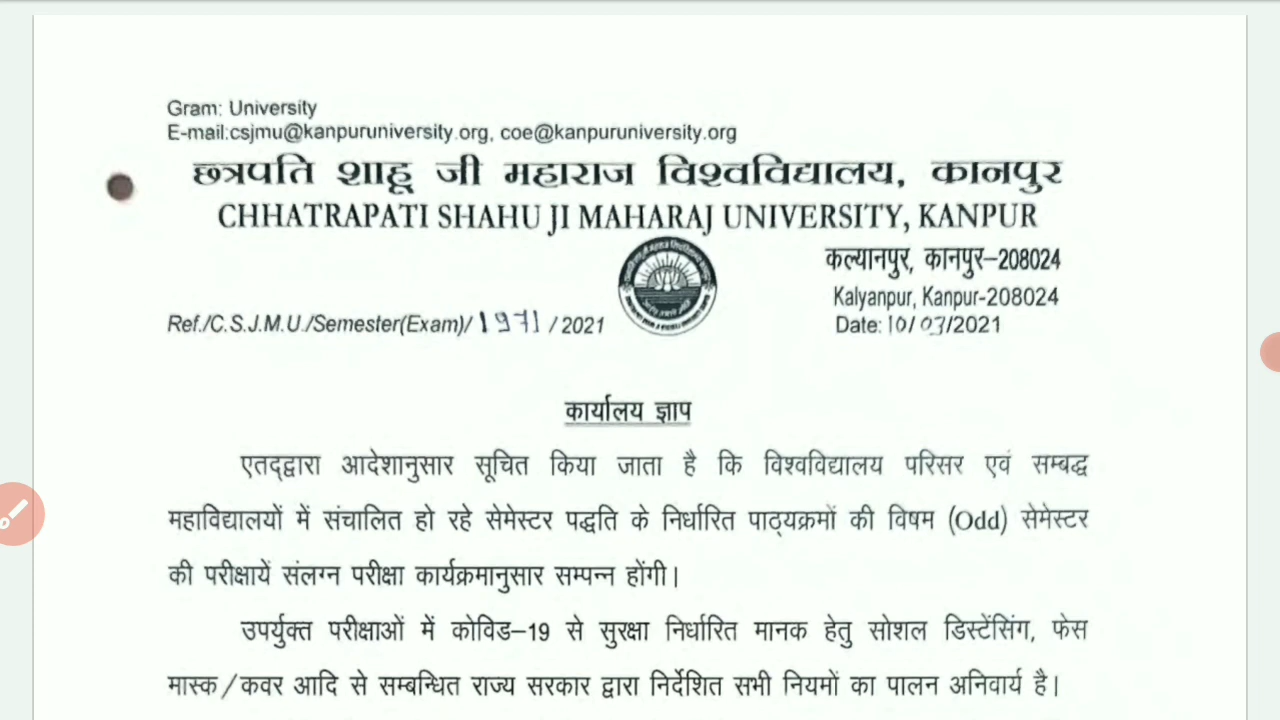 Gram: University
E-mail:csjmu@kanpuruniversity.org, coe@kanpuruniversity.org
छत्रपति शाहू जी महाराज विश्वविद्यालय, कानपुर
CHHATRAPATI SHAHU JI MAHARAJ UNIVERSITY, KANPUR
कल्यानपुर, कानपुर–208024
Kalyanpur, Kanpur-208024
Ref./C.S.J.M.U./Semester(Exam)/ 1971 / 2021
Date: 10/03/2021
कार्यालय ज्ञाप
एतद्द्वारा आदेशानुसार सूचित किया जाता है कि विश्वविद्यालय परिसर एवं सम्बद्ध
महाविद्यालयों में संचालित हो रहे सेमेस्टर पद्धति के निर्धारित पाठ्यक्रमों की विषम (Odd) सेमेस्टर
की परीक्षायें संलग्न परीक्षा कार्यक्रमानुसार सम्पन्न होंगी।
उपर्युक्त परीक्षाओं में कोविड–19 से सुरक्षा निर्धारित मानक हेतु सोशल डिस्टेंसिंग, फेस
मास्क/कवर आदि से सम्बन्धित राज्य सरकार द्वारा निर्देशित सभी नियमों का पालन अनिवार्य है।